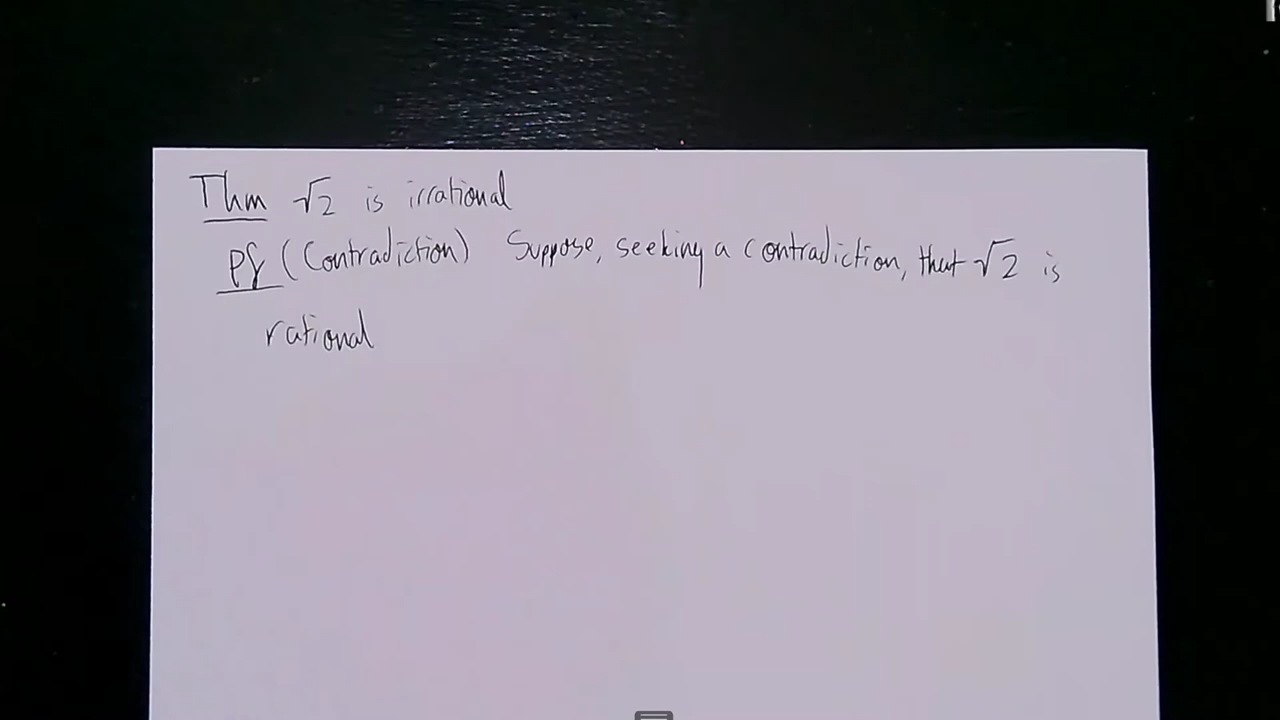 Thm √2 is irrational
Pf (Contradiction) Suppose, seeking a contradiction, that √2 is
rational